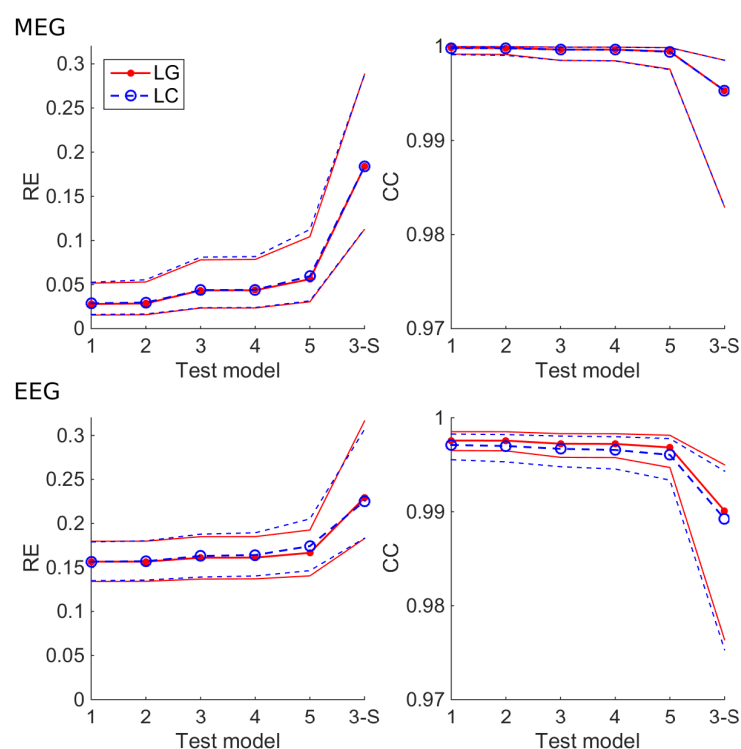 MEG
0.3
0.25
0.2
0.15
0.1
0.05
0
RE
LG
LC
1 2 3 4 5 3-S
Test model
1
0.99
0.98
0.97
CC
1 2 3 4 5 3-S
Test model
EEG
0.3
0.25
0.2
0.15
0.1
0.05
0
RE
1 2 3 4 5 3-S
Test model
1
0.99
0.98
0.97
CC
1 2 3 4 5 3-S
Test model